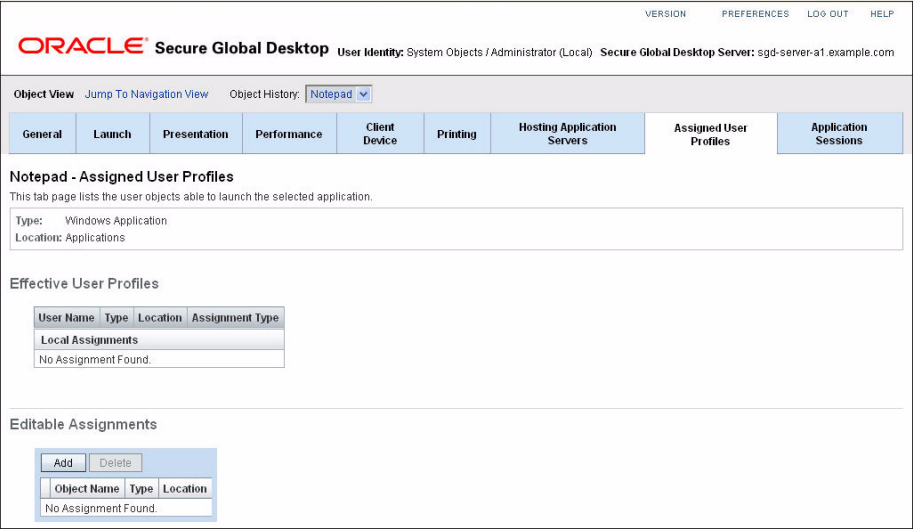 VERSION PREFERENCES LOG OUT HELP
ORACLE® Secure Global Desktop User Identity: System Objects / Administrator (Local) Secure Global Desktop Server: sgd-server-a1.example.com
Object View Jump To Navigation View Object History: Notepad
General Launch Presentation Performance Client Device Printing Hosting Application Servers Assigned User Profiles Application Sessions
Notepad - Assigned User Profiles
This tab page lists the user objects able to launch the selected application.
Type: Windows Application
Location: Applications
Effective User Profiles
User Name Type Location Assignment Type
Local Assignments
No Assignment Found.
Editable Assignments
Add Delete
Object Name Type Location
No Assignment Found.